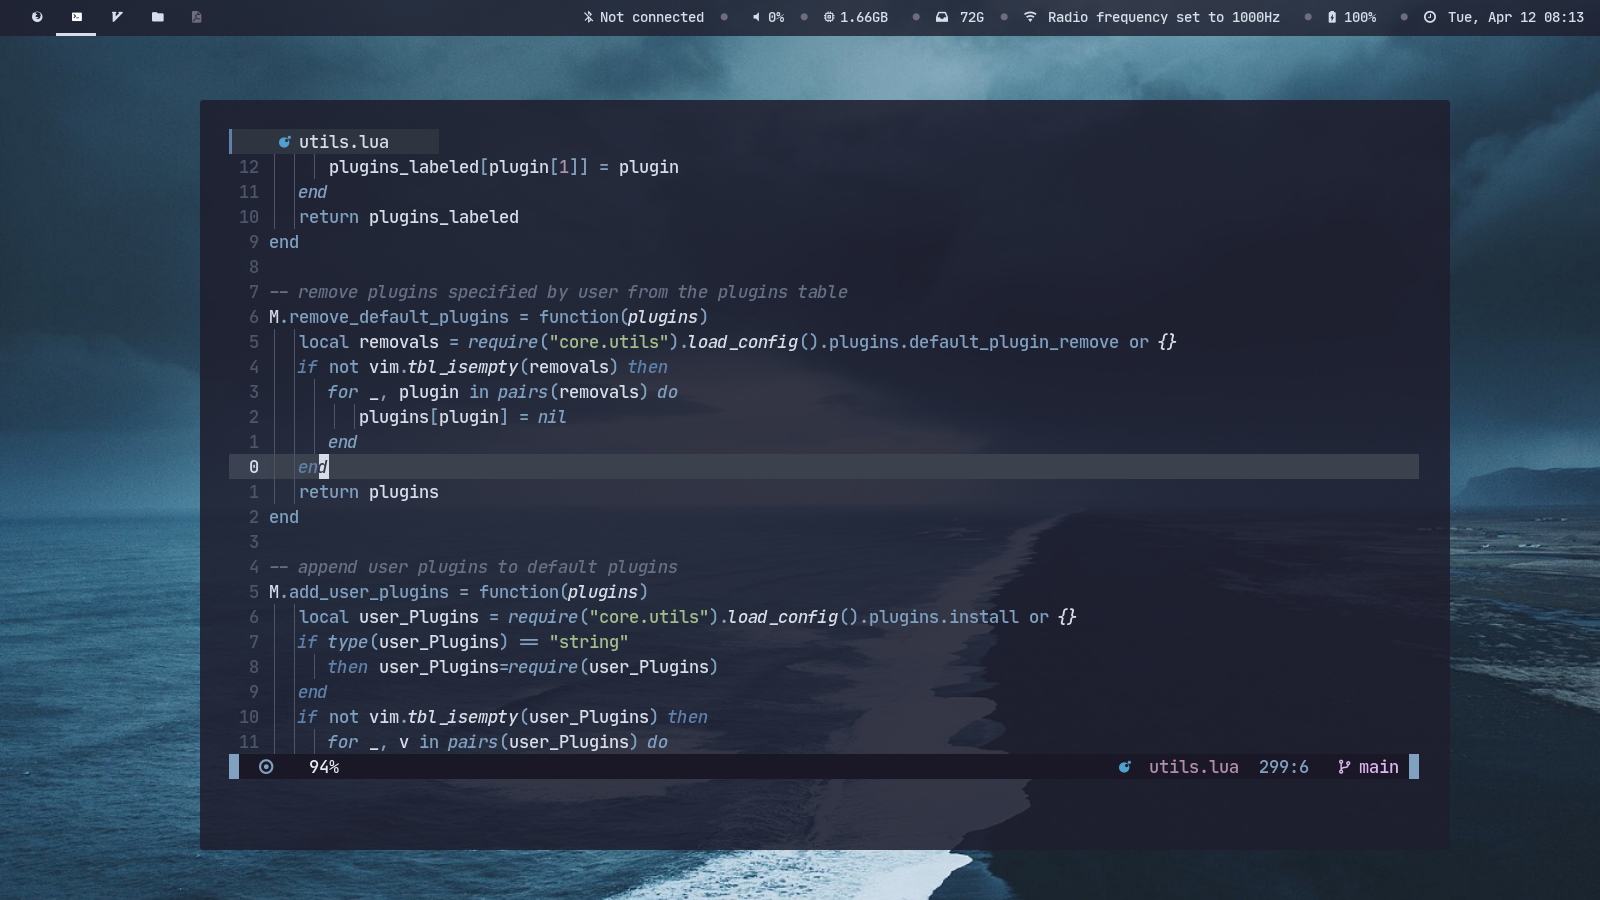 Not connected 0% 1.66GB 72G Radio frequency set to 1000Hz 100% Tue, Apr 12 08:13
utils.lua
12 plugins_labeled[plugin[1]] = plugin
11 end
10 return plugins_labeled
9 end
8
7 -- remove plugins specified by user from the plugins table
6 M.remove_default_plugins = function(plugins)
5 local removals = require("core.utils").load_config().plugins.default_plugin_remove or {}
4 if not vim.tbl_isempty(removals) then
3 for _, plugin in pairs(removals) do
2 plugins[plugin] = nil
1 end
0 end
1 return plugins
2 end
3
4 -- append user plugins to default plugins
5 M.add_user_plugins = function(plugins)
6 local user_Plugins = require("core.utils").load_config().plugins.install or {}
7 if type(user_Plugins) == "string"
8 then user_Plugins=require(user_Plugins)
9 end
10 if not vim.tbl_isempty(user_Plugins) then
11 for _, v in pairs(user_Plugins) do
94% utils.lua 299:6 main